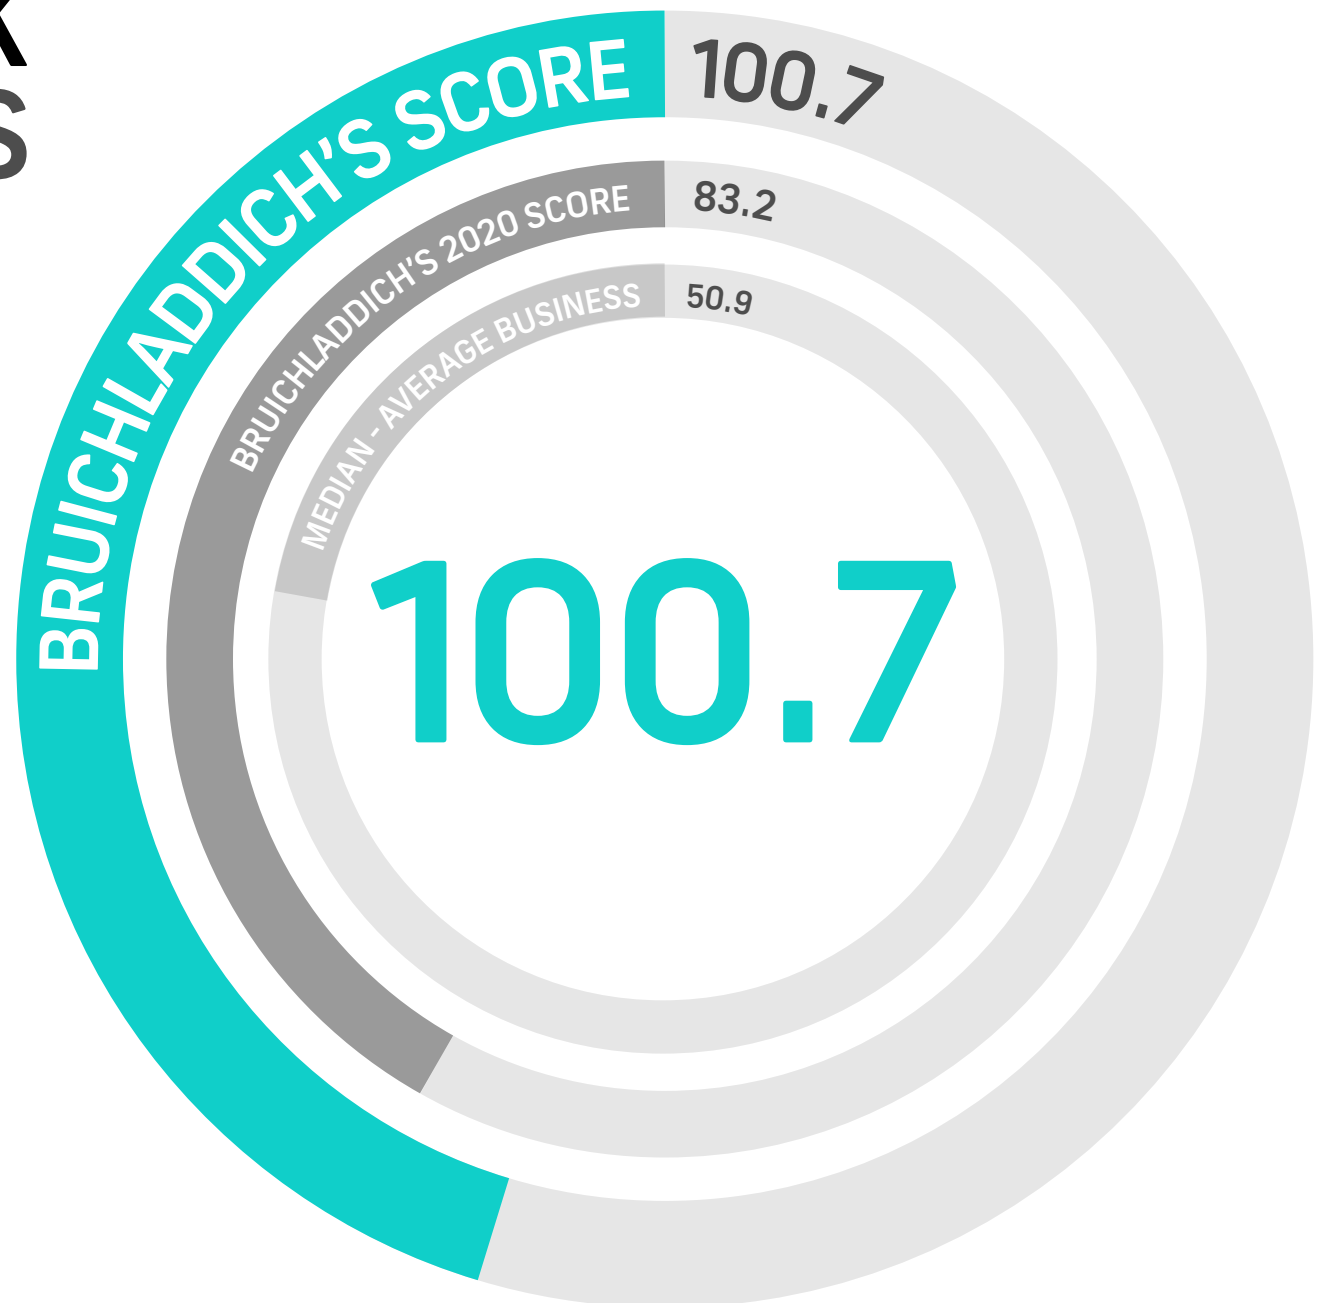 K
S
BRUICHLADDICH'S SCORE
100.7
BRUICHLADDICH'S 2020 SCORE
83.2
MEDIAN - AVERAGE BUSINESS
50.9
100.7